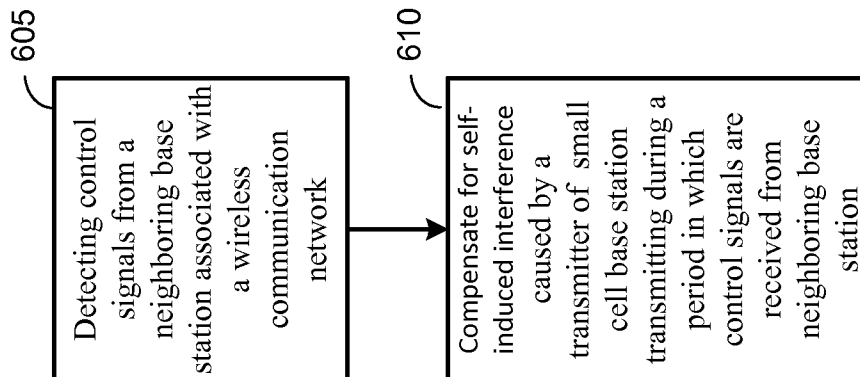 605
Detecting control
signals from a
neighboring base
station associated with
a wireless
communication
network
610
Compensate for self-
induced interference
caused by a
transmitter of small
cell base station
transmitting during a
period in which
control signals are
received from
neighboring base
station